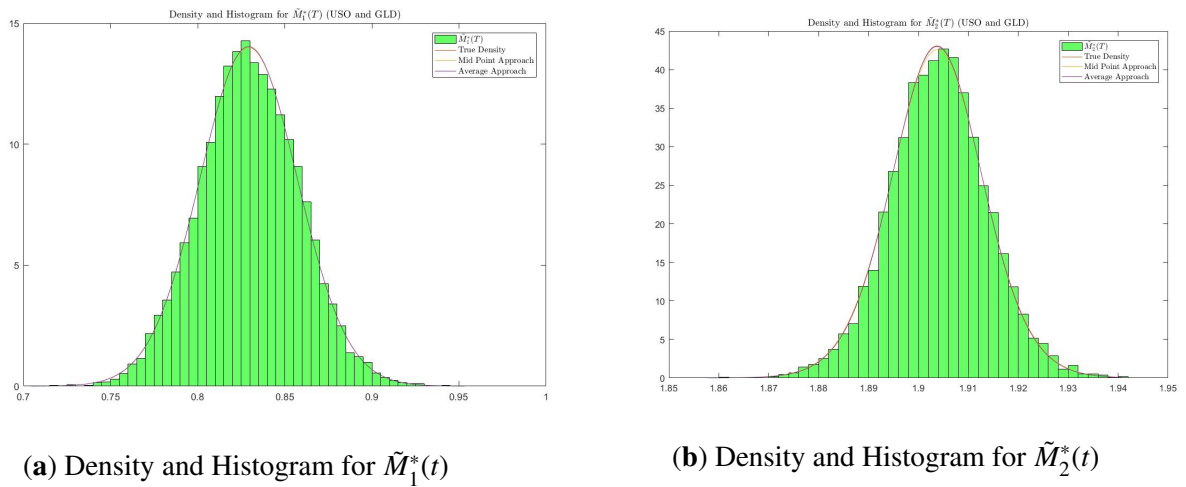 Density and Histogram for M̃₁*(T) (USO and GLD)
15
10
5
0
0.7 0.75 0.8 0.85 0.9 0.95 1
M̃₁*(T)
True Density
Mid Point Approach
Average Approach
(a) Density and Histogram for M̃₁*(t)
Density and Histogram for M̃₂*(T) (USO and GLD)
45
40
35
30
25
20
15
10
5
0
1.85 1.86 1.87 1.88 1.89 1.9 1.91 1.92 1.93 1.94 1.95
M̃₂*(T)
True Density
Mid Point Approach
Average Approach
(b) Density and Histogram for M̃₂*(t)